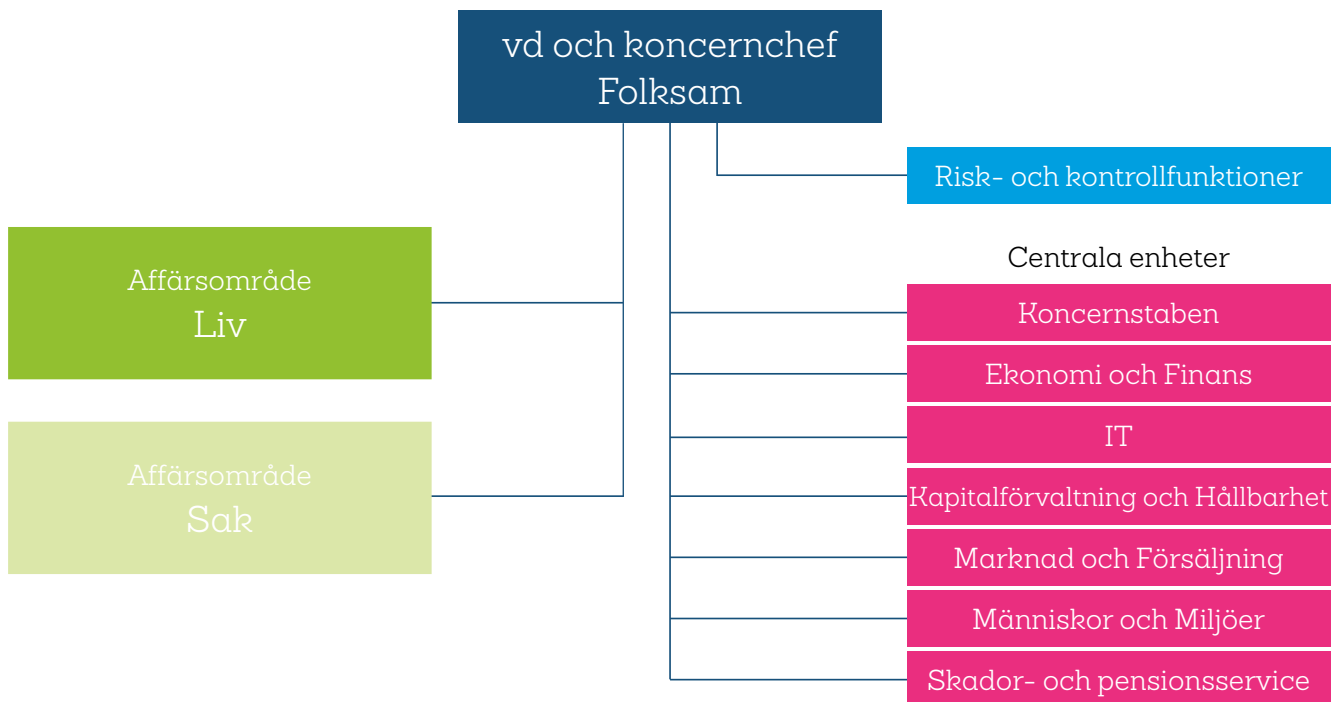 vd och koncernchef
Folksam
Risk- och kontrollfunktioner
Affärsområde
Liv
Affärsområde
Sak
Centrala enheter
Koncernstaben
Ekonomi och Finans
IT
Kapitalförvaltning och Hållbarhet
Marknad och Försäljning
Människor och Miljöer
Skador- och pensionsservice